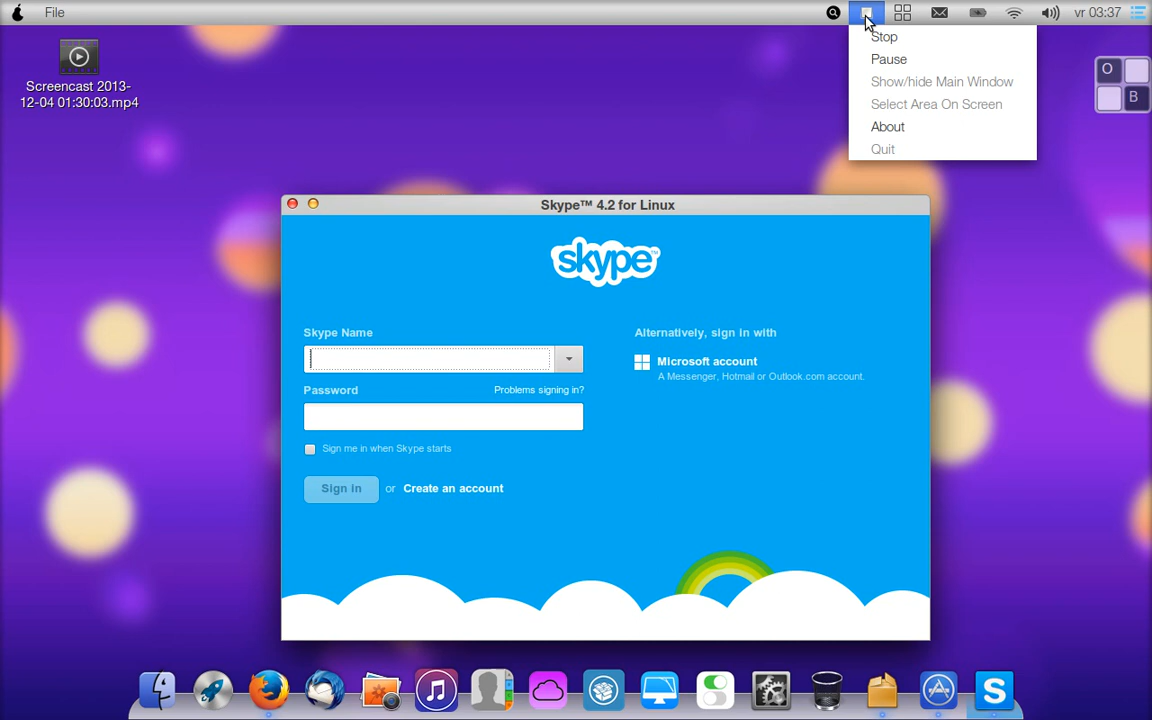 File
vr 03:37
Stop
Pause
Show/hide Main Window
Select Area On Screen
About
Quit
Screencast 2013-
12-04 01:30:03.mp4
O
B
Skype™ 4.2 for Linux
skype™
Skype Name
Password
Problems signing in?
Sign me in when Skype starts
Sign in or Create an account
Alternatively, sign in with
Microsoft account
A Messenger, Hotmail or Outlook.com account.